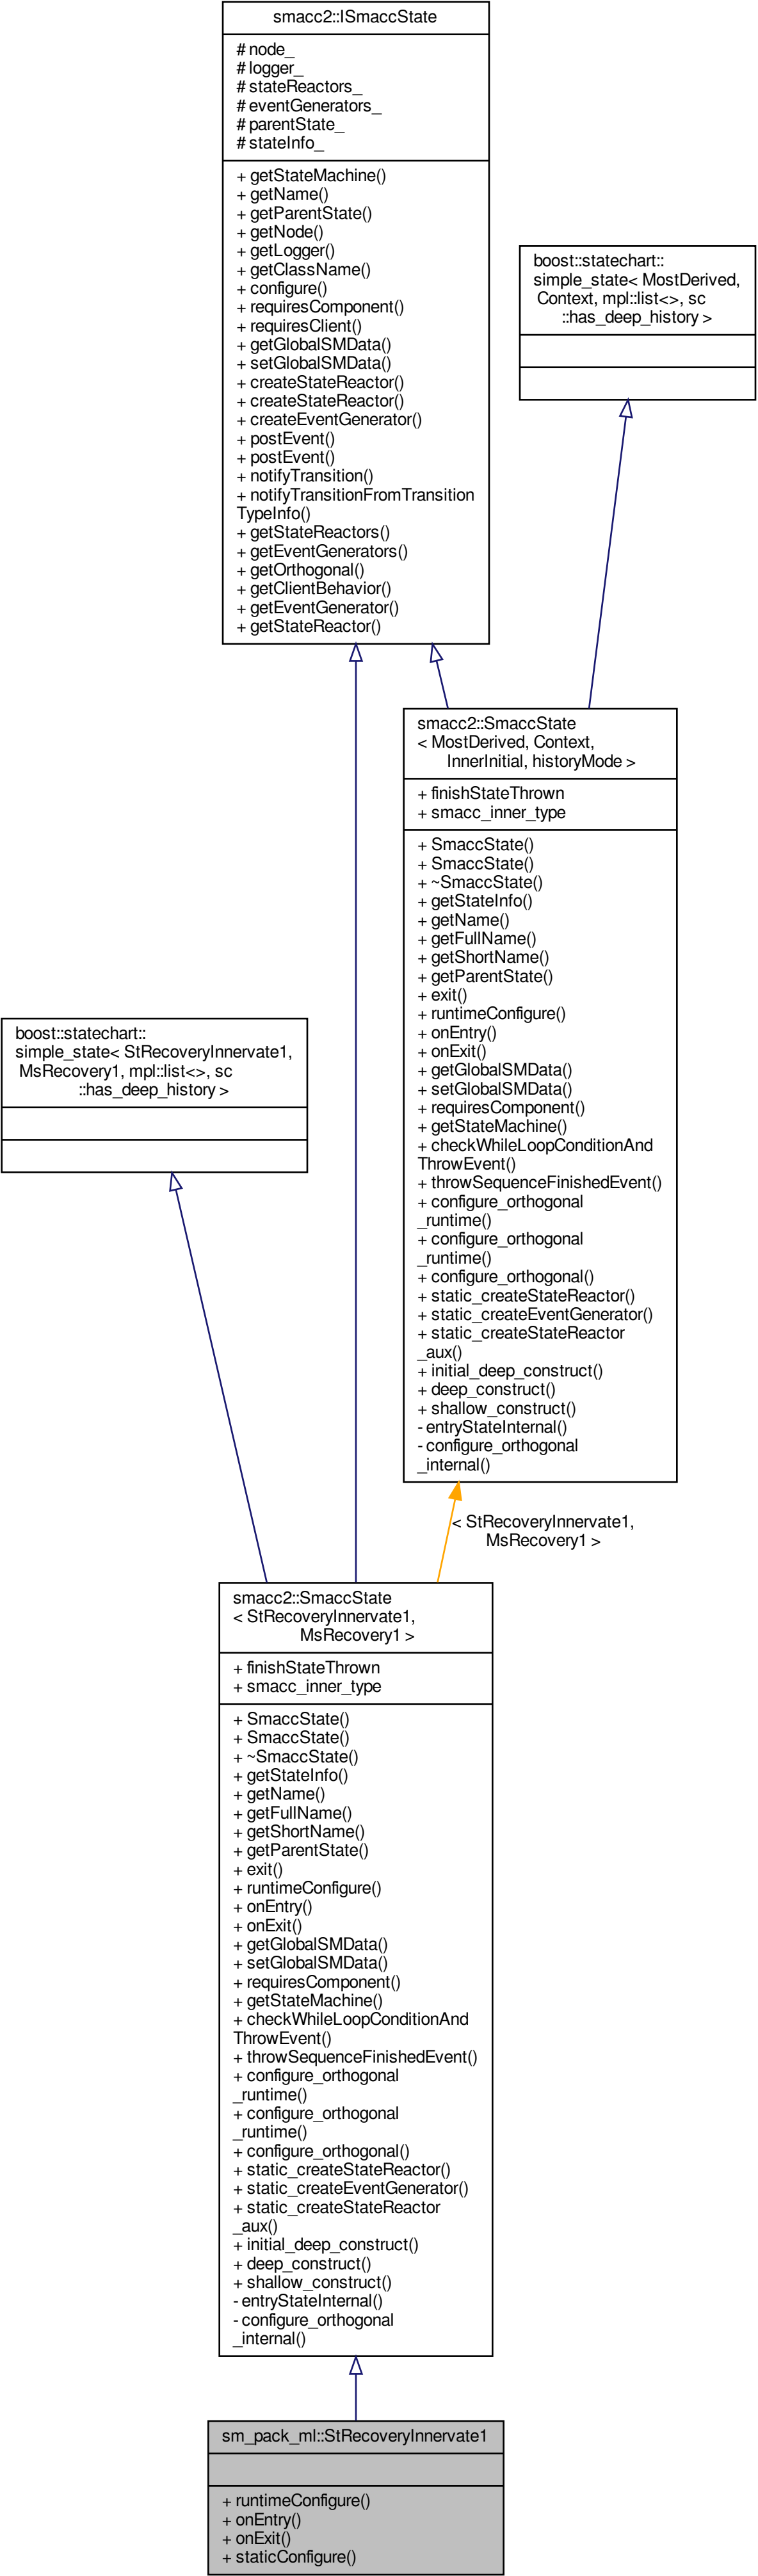 smacc2::ISmaccState
# node_
# logger_
# stateReactors_
# eventGenerators_
# parentState_
# stateInfo_
+ getStateMachine()
+ getName()
+ getParentState()
+ getNode()
+ getLogger()
+ getClassName()
+ configure()
+ requiresComponent()
+ requiresClient()
+ getGlobalSMData()
+ setGlobalSMData()
+ createStateReactor()
+ createStateReactor()
+ createEventGenerator()
+ postEvent()
+ postEvent()
+ notifyTransition()
+ notifyTransitionFromTransition
TypeInfo()
+ getStateReactors()
+ getEventGenerators()
+ getOrthogonal()
+ getClientBehavior()
+ getEventGenerator()
+ getStateReactor()
boost::statechart::
simple_state< MostDerived,
Context, mpl::list<>, sc
::has_deep_history >
smacc2::SmaccState
< MostDerived, Context,
InnerInitial, historyMode >
+ finishStateThrown
+ smacc_inner_type
+ SmaccState()
+ SmaccState()
+ ~SmaccState()
+ getStateInfo()
+ getName()
+ getFullName()
+ getShortName()
+ getParentState()
+ exit()
+ runtimeConfigure()
+ onEntry()
+ onExit()
+ getGlobalSMData()
+ setGlobalSMData()
+ requiresComponent()
+ getStateMachine()
+ checkWhileLoopConditionAnd
ThrowEvent()
+ throwSequenceFinishedEvent()
+ configure_orthogonal
_runtime()
+ configure_orthogonal
_runtime()
+ configure_orthogonal()
+ static_createStateReactor()
+ static_createEventGenerator()
+ static_createStateReactor
_aux()
+ initial_deep_construct()
+ deep_construct()
+ shallow_construct()
- entryStateInternal()
- configure_orthogonal
_internal()
boost::statechart::
simple_state< StRecoveryInnervate1,
MsRecovery1, mpl::list<>, sc
::has_deep_history >
< StRecoveryInnervate1,
MsRecovery1 >
smacc2::SmaccState
< StRecoveryInnervate1,
MsRecovery1 >
+ finishStateThrown
+ smacc_inner_type
+ SmaccState()
+ SmaccState()
+ ~SmaccState()
+ getStateInfo()
+ getName()
+ getFullName()
+ getShortName()
+ getParentState()
+ exit()
+ runtimeConfigure()
+ onEntry()
+ onExit()
+ getGlobalSMData()
+ setGlobalSMData()
+ requiresComponent()
+ getStateMachine()
+ checkWhileLoopConditionAnd
ThrowEvent()
+ throwSequenceFinishedEvent()
+ configure_orthogonal
_runtime()
+ configure_orthogonal
_runtime()
+ configure_orthogonal()
+ static_createStateReactor()
+ static_createEventGenerator()
+ static_createStateReactor
_aux()
+ initial_deep_construct()
+ deep_construct()
+ shallow_construct()
- entryStateInternal()
- configure_orthogonal
_internal()
sm_pack_ml::StRecoveryInnervate1
+ runtimeConfigure()
+ onEntry()
+ onExit()
+ staticConfigure()